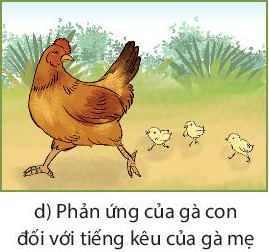 d) Phản ứng của gà con
đối với tiếng kêu của gà mẹ